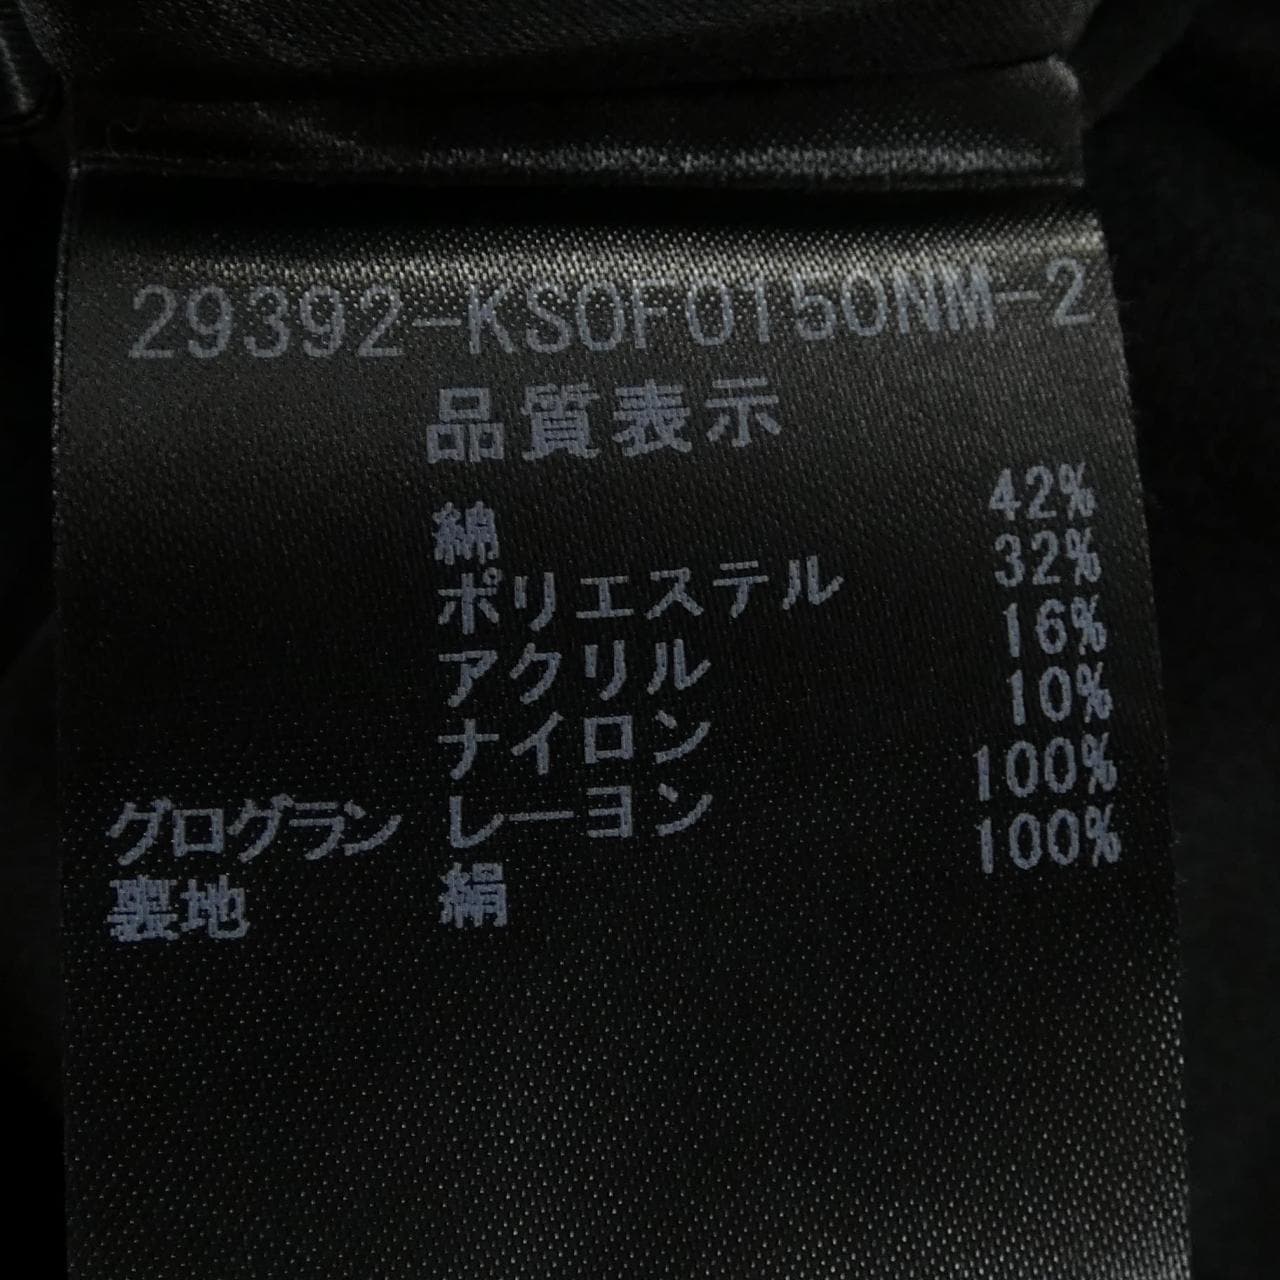 29392-KS0F0150NM-2
品質表示
綿 42%
ポリエステル 32%
アクリル 16%
ナイロン 10%
グログラン レーヨン 100%
裏地 絹 100%